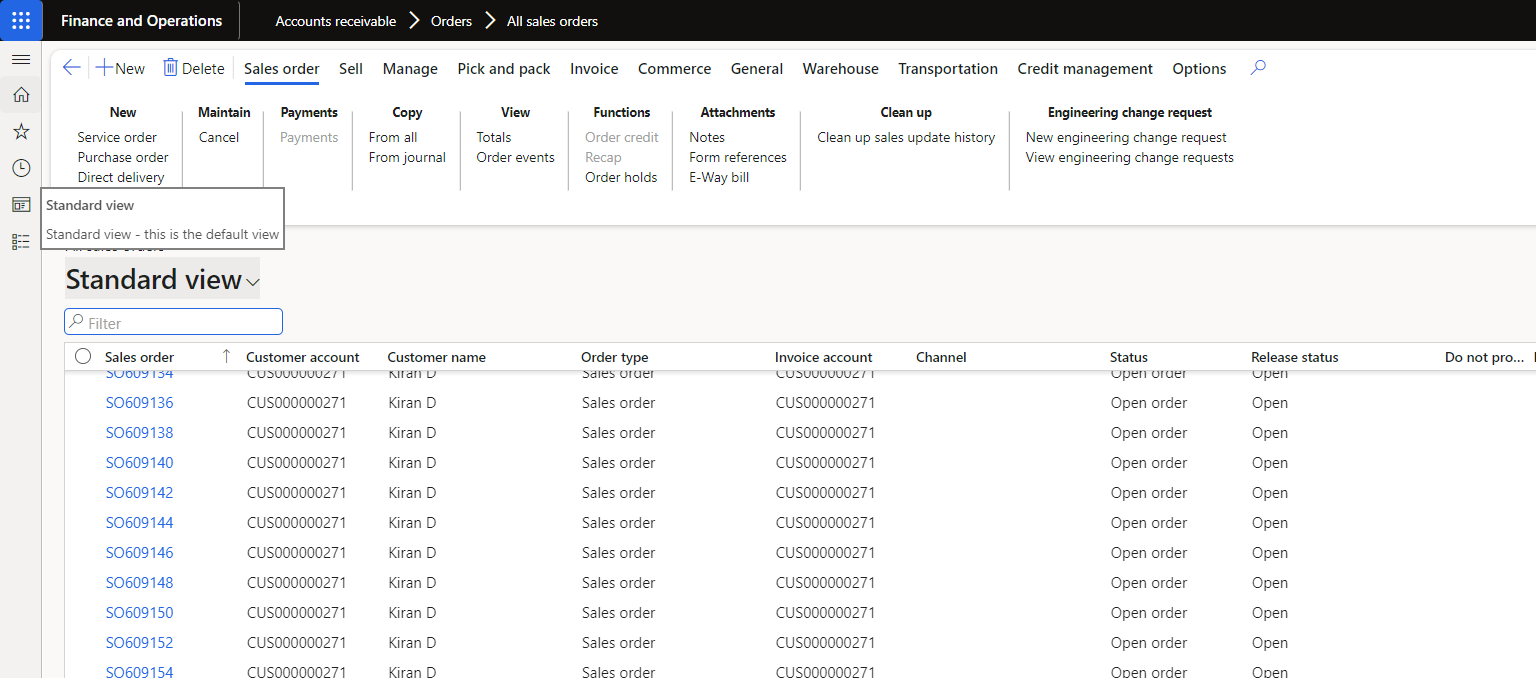 Finance and Operations Accounts receivable Orders All sales orders
New Delete Sales order Sell Manage Pick and pack Invoice Commerce General Warehouse Transportation Credit management Options
New Maintain Payments Copy View Functions Attachments Clean up Engineering change request
Service order Cancel Payments From all Totals Order credit Notes Clean up sales update history New engineering change request
Purchase order From journal Order events Recap Form references View engineering change requests
Direct delivery Order holds E-Way bill
Standard view
Standard view - this is the default view
All sales orders
Standard view
Filter
Sales order Customer account Customer name Order type Invoice account Channel Status Release status Do not pro...
SO609134 CUS000000271 Kiran D Sales order CUS000000271 Open order Open
SO609136 CUS000000271 Kiran D Sales order CUS000000271 Open order Open
SO609138 CUS000000271 Kiran D Sales order CUS000000271 Open order Open
SO609140 CUS000000271 Kiran D Sales order CUS000000271 Open order Open
SO609142 CUS000000271 Kiran D Sales order CUS000000271 Open order Open
SO609144 CUS000000271 Kiran D Sales order CUS000000271 Open order Open
SO609146 CUS000000271 Kiran D Sales order CUS000000271 Open order Open
SO609148 CUS000000271 Kiran D Sales order CUS000000271 Open order Open
SO609150 CUS000000271 Kiran D Sales order CUS000000271 Open order Open
SO609152 CUS000000271 Kiran D Sales order CUS000000271 Open order Open
SO609154 CUS000000271 Kiran D Sales order CUS000000271 Open order Open